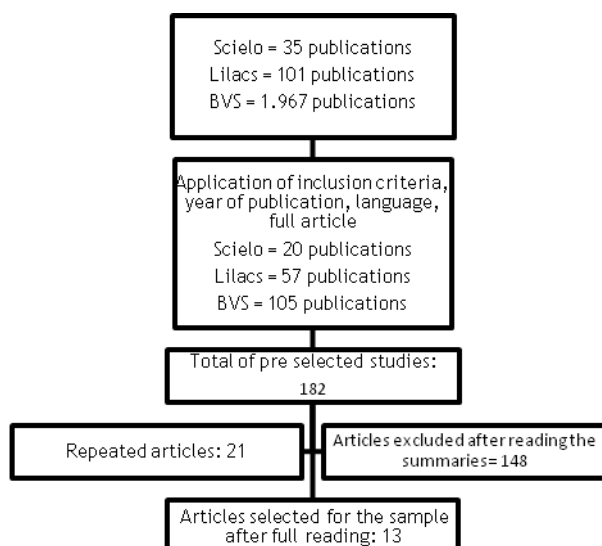 Scielo = 35 publications
Lilacs = 101 publications
BVS = 1.967 publications
Application of inclusion criteria,
year of publication, language,
full article
Scielo = 20 publications
Lilacs = 57 publications
BVS = 105 publications
Total of pre selected studies:
182
Repeated articles: 21
Articles excluded after reading the
summaries= 148
Articles selected for the sample
after full reading: 13